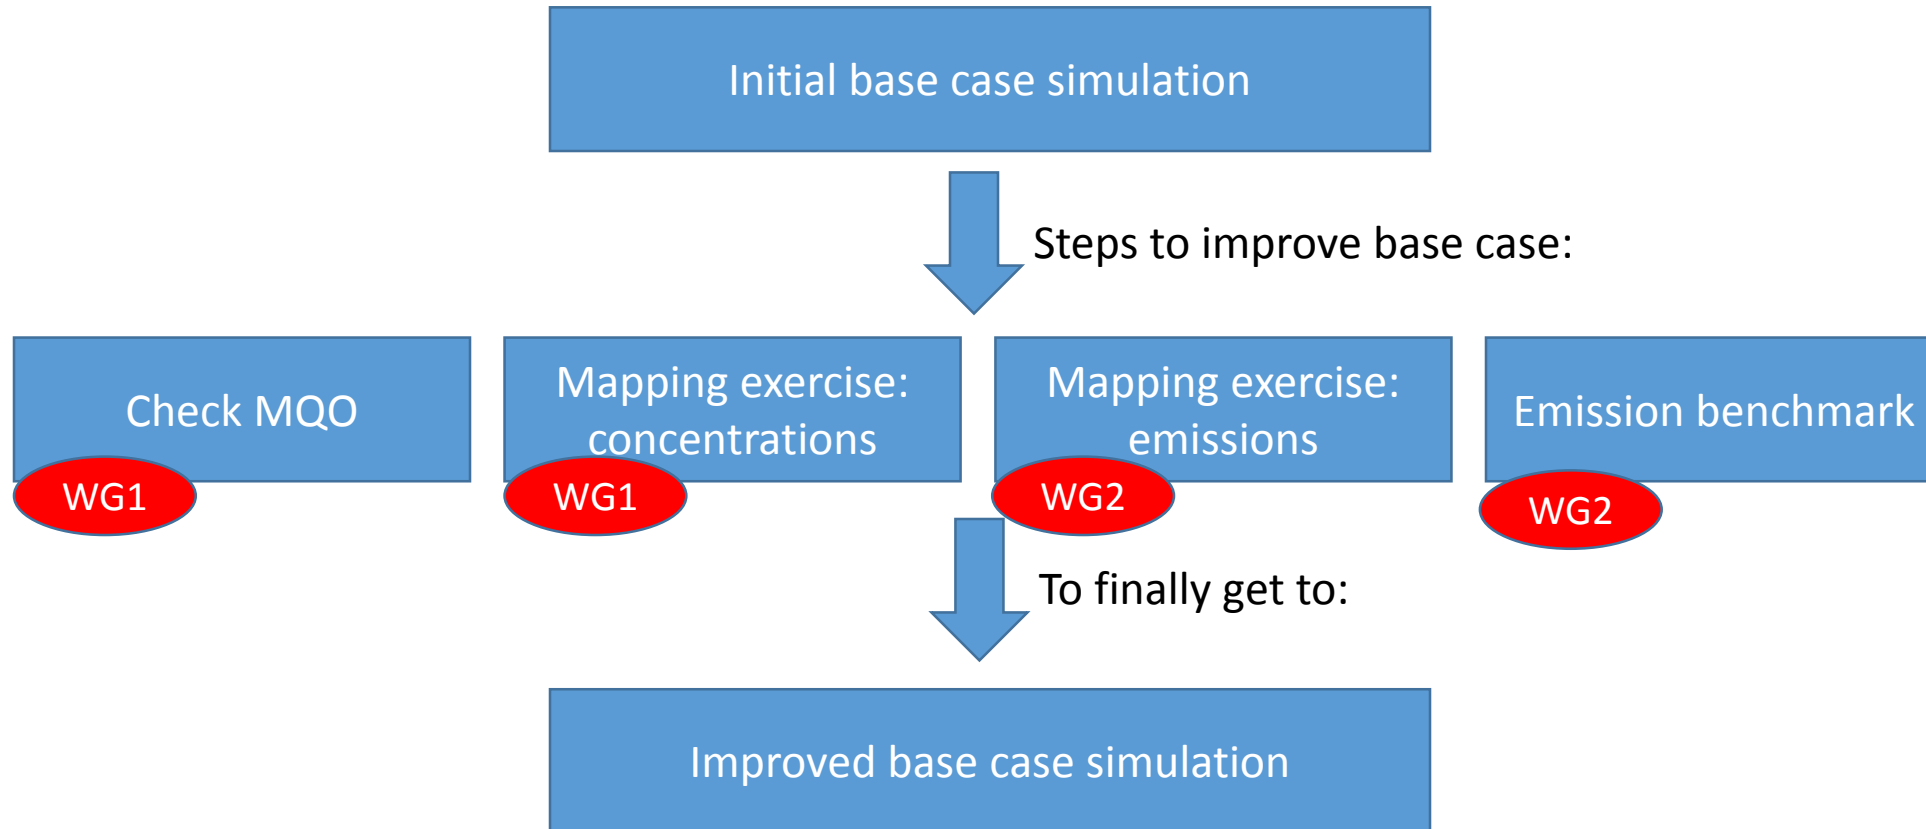 Initial base case simulation
Steps to improve base case:
Check MQO
WG1
Mapping exercise:
concentrations
WG1
Mapping exercise:
emissions
WG2
Emission benchmark
WG2
To finally get to:
Improved base case simulation